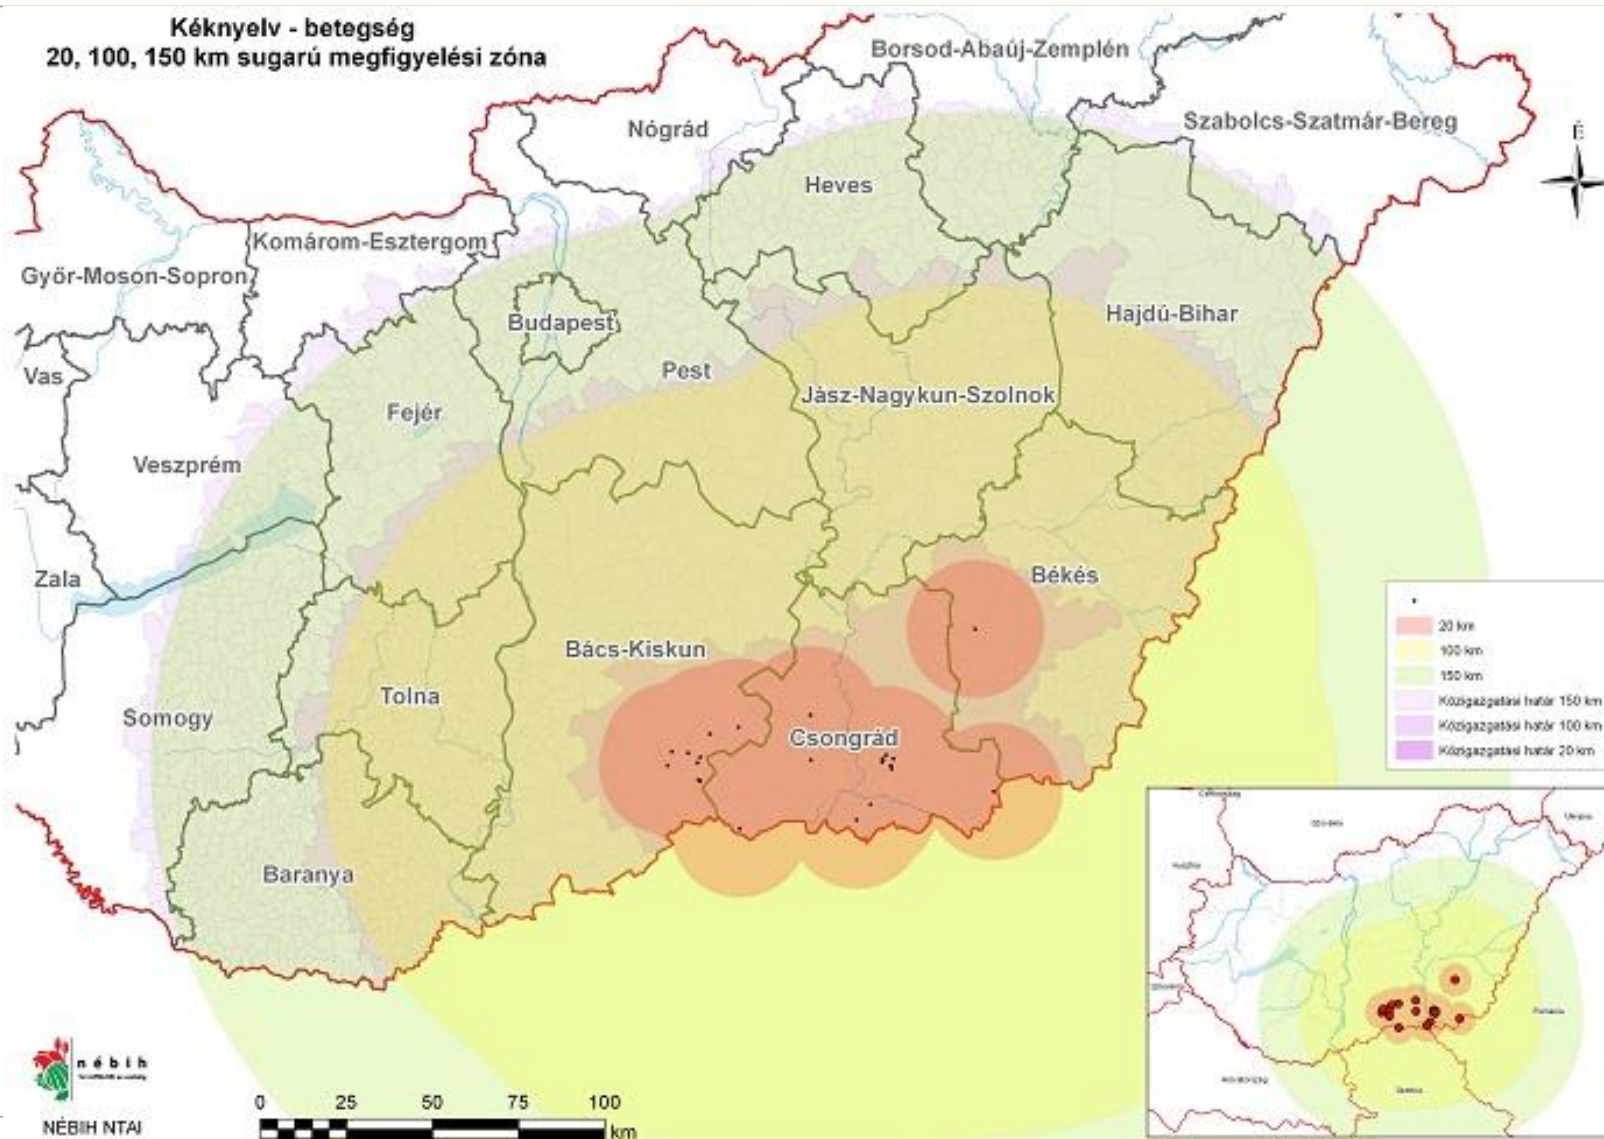 Kéknyelv - betegség
20, 100, 150 km sugarú megfigyelési zóna
Borsod-Abaúj-Zemplén
Nógrád
Szabolcs-Szatmár-Bereg
É
Heves
Komárom-Esztergom
Győr-Moson-Sopron
Budapest
Hajdú-Bihar
Vas
Pest
Jász-Nagykun-Szolnok
Fejér
Veszprém
Zala
Békés
20 km
Bács-Kiskun
100 km
150 km
Tolna
Közigazgatási határ 150 km
Somogy
Közigazgatási határ 100 km
Csongrád
Közigazgatási határ 20 km
Baranya
Ukrajna
Románia
Szerbia
nébih
0 25 50 75 100
km
NÉBIH NTAI